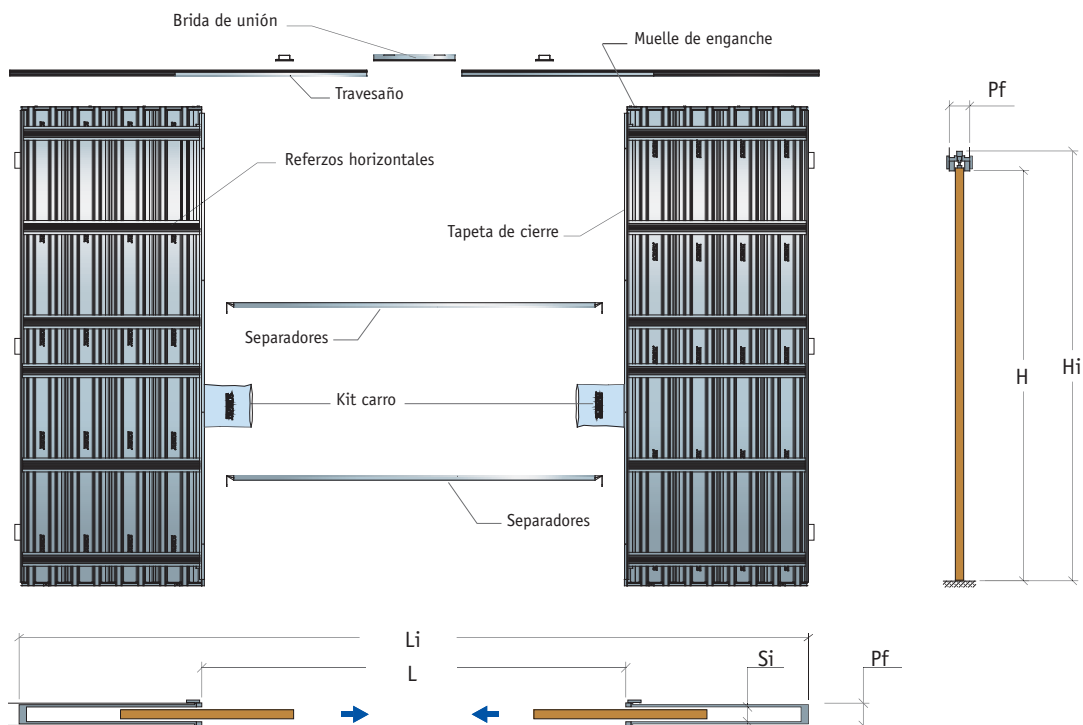 Brida de unión
Muelle de enganche
Travesaño
Pf
Referzos horizontales
Tapeta de cierre
Separadores
H
Hi
Kit carro
Separadores
Li
L
Si
Pf